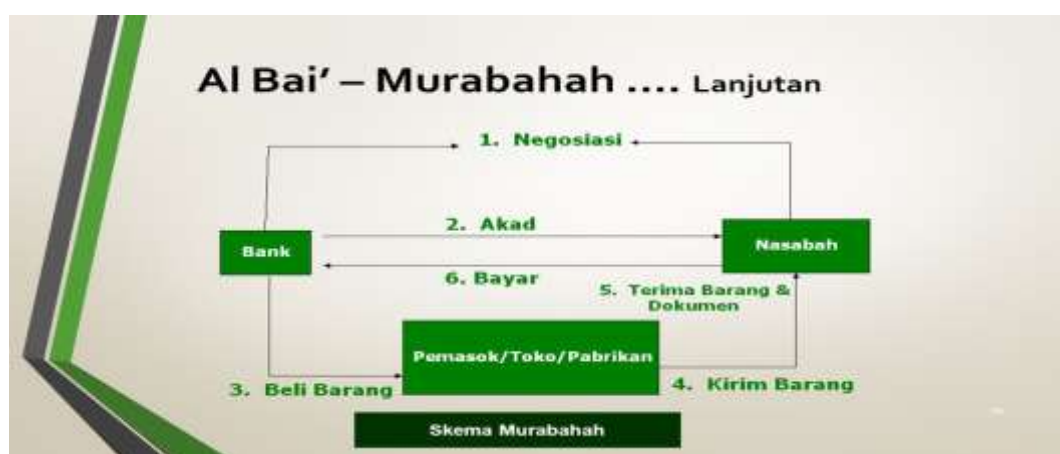 Al Bai’ – Murabahah .... Lanjutan
1. Negosiasi
2. Akad
Bank
Nasabah
6. Bayar
5. Terima Barang &
Dokumen
Pemasok/Toko/Pabrikan
3. Beli Barang
4. Kirim Barang
Skema Murabahah